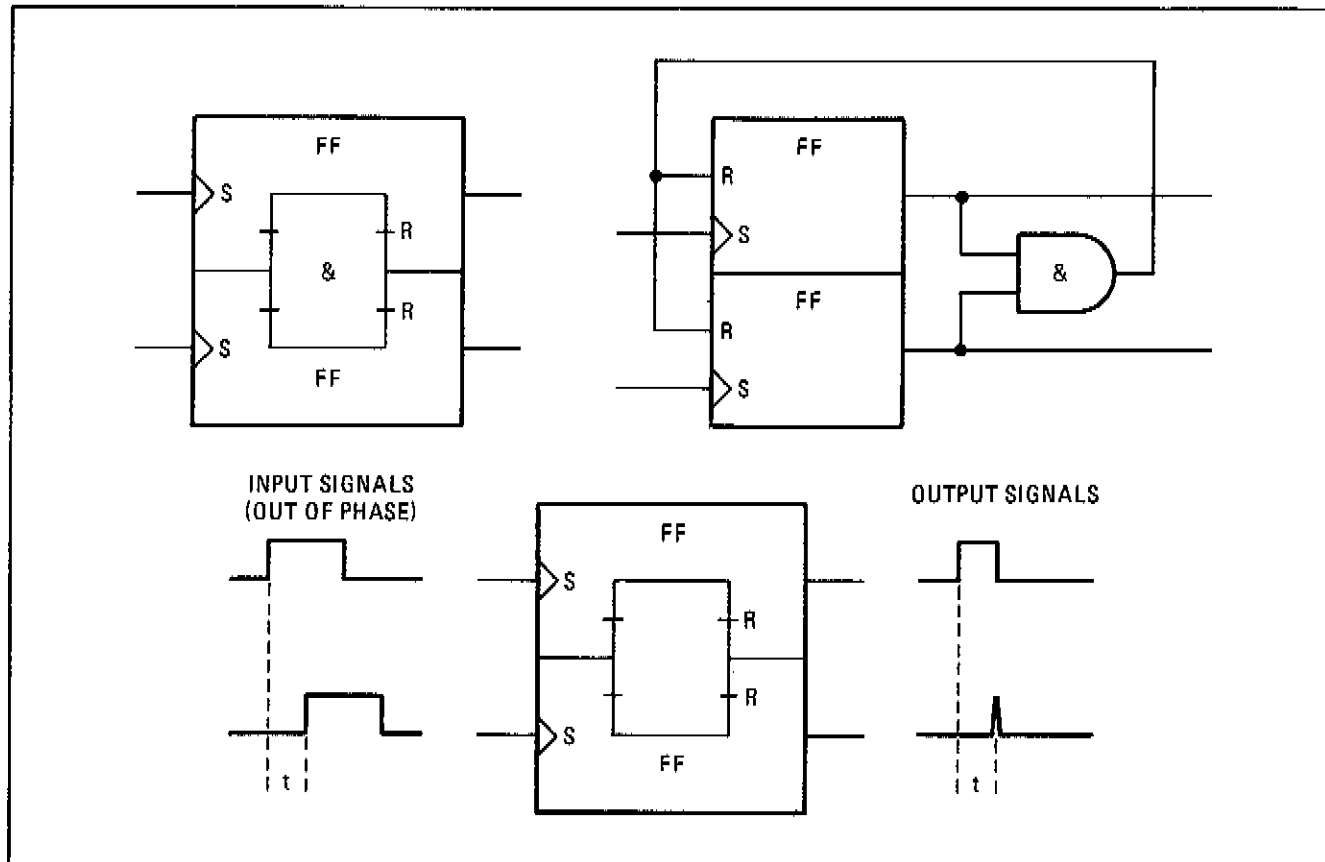 FF
S
R
&
R
S
FF
FF
R
S
FF
R
S
&
INPUT SIGNALS
(OUT OF PHASE)
t
FF
S
R
R
S
FF
OUTPUT SIGNALS
t